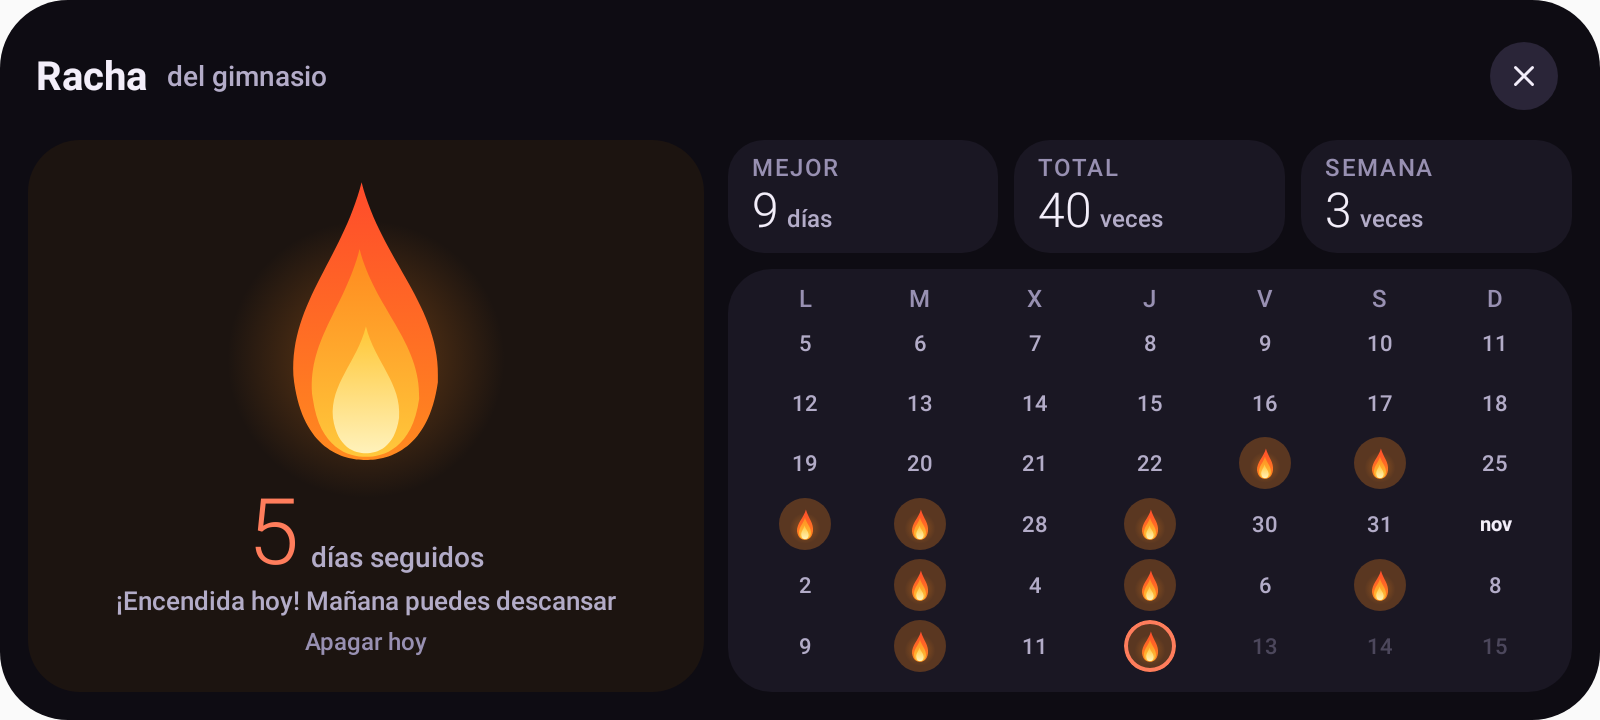 Racha del gimnasio
5 días seguidos
¡Encendida hoy! Mañana puedes descansar
Apagar hoy
MEJOR
9 días
TOTAL
40 veces
SEMANA
3 veces
L M X J V S D
5 6 7 8 9 10 11
12 13 14 15 16 17 18
19 20 21 22 25
28 30 31 nov
2 4 6 8
9 11 13 14 15